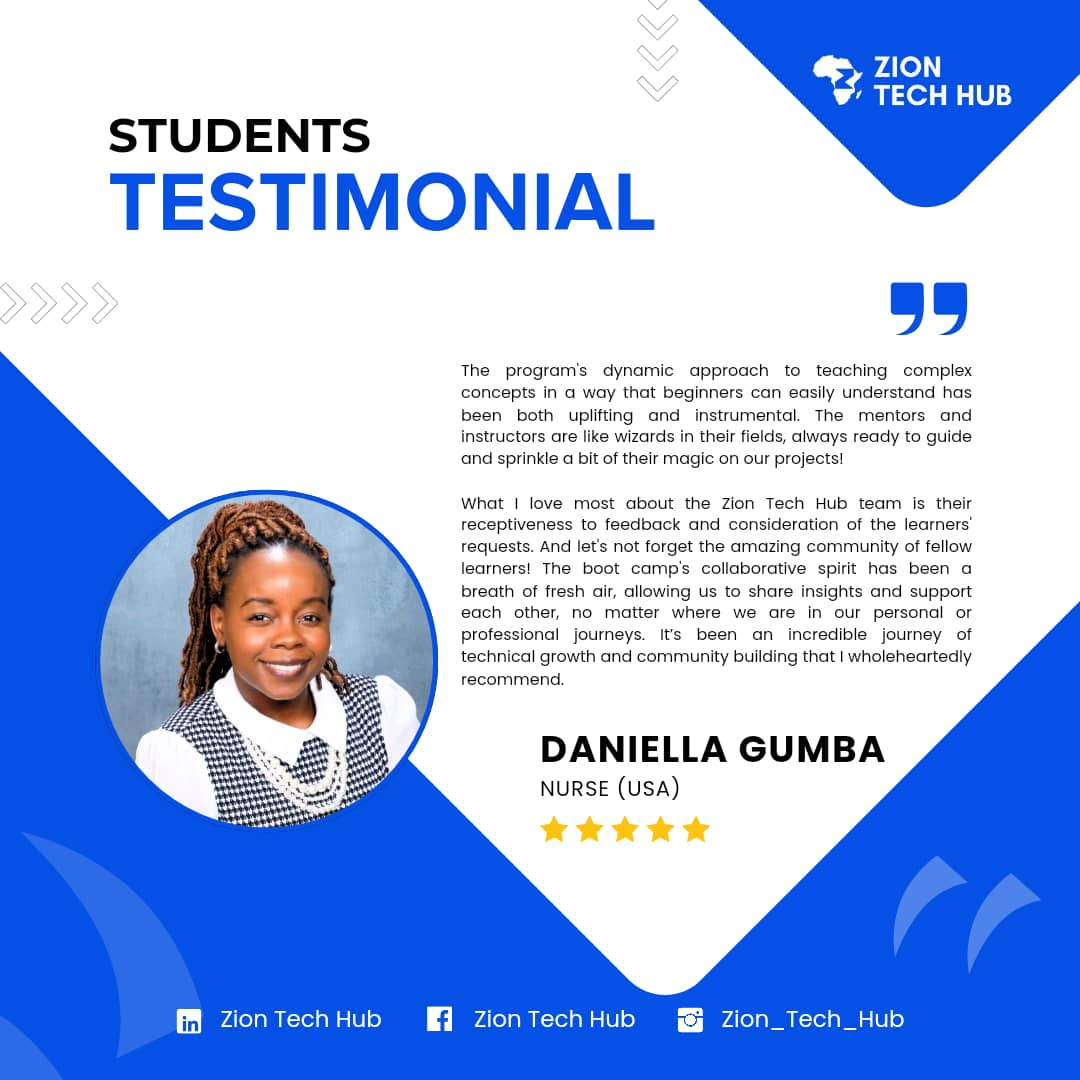 ZION
TECH HUB
STUDENTS
TESTIMONIAL
The program's dynamic approach to teaching complex
concepts in a way that beginners can easily understand has
been both uplifting and instrumental. The mentors and
instructors are like wizards in their fields, always ready to guide
and sprinkle a bit of their magic on our projects!
What I love most about the Zion Tech Hub team is their
receptiveness to feedback and consideration of the learners'
requests. And let's not forget the amazing community of fellow
learners! The boot camp's collaborative spirit has been a
breath of fresh air, allowing us to share insights and support
each other, no matter where we are in our personal or
professional journeys. It’s been an incredible journey of
technical growth and community building that I wholeheartedly
recommend.
DANIELLA GUMBA
NURSE (USA)
Zion Tech Hub
Zion Tech Hub
Zion_Tech_Hub